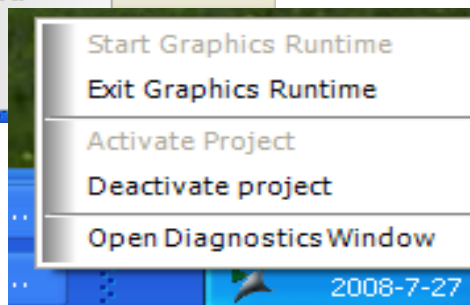 Start Graphics Runtime
Exit Graphics Runtime
Activate Project
Deactivate project
Open Diagnostics Window
..
..
2008-7-27